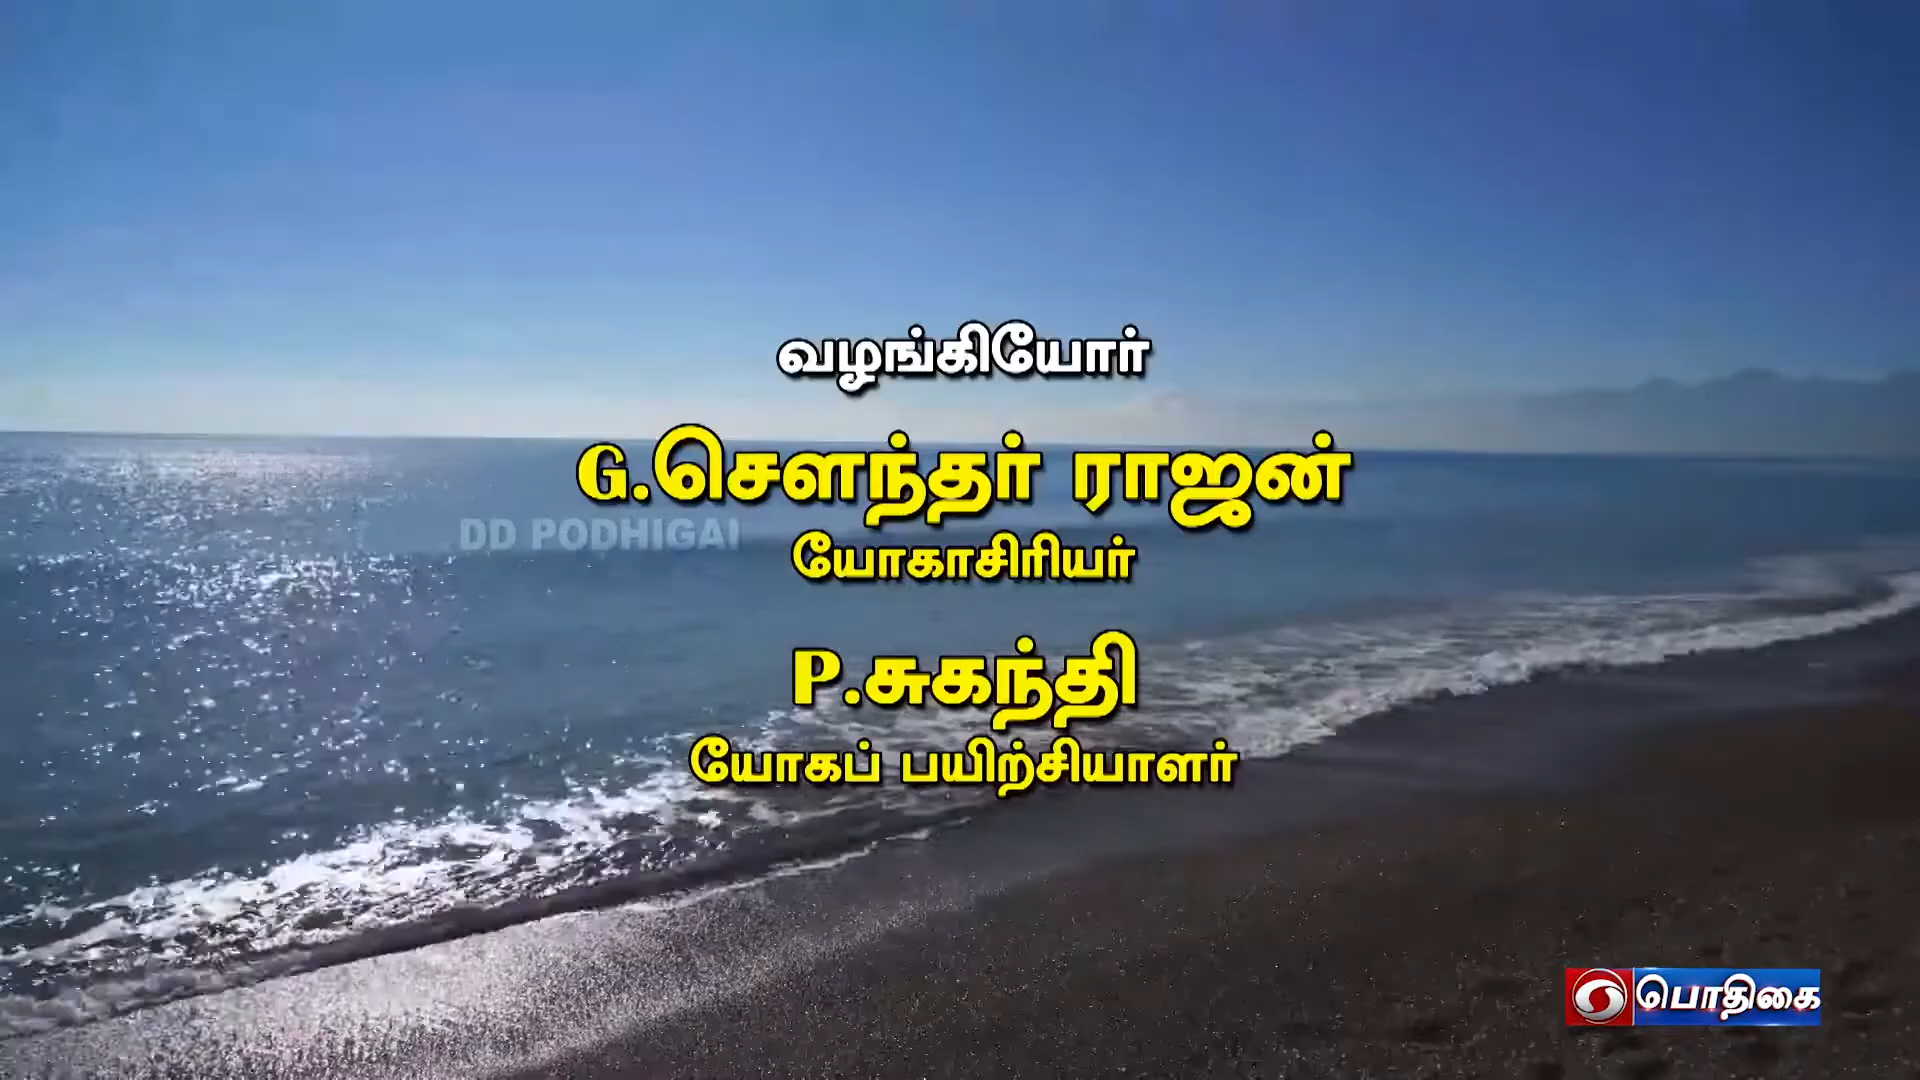 வழங்கியோர்
G.சௌந்தர் ராஜன்
DD PODHIGAI
யோகாசிரியர்
P.சுகந்தி
யோகப் பயிற்சியாளர்
பொதிகை